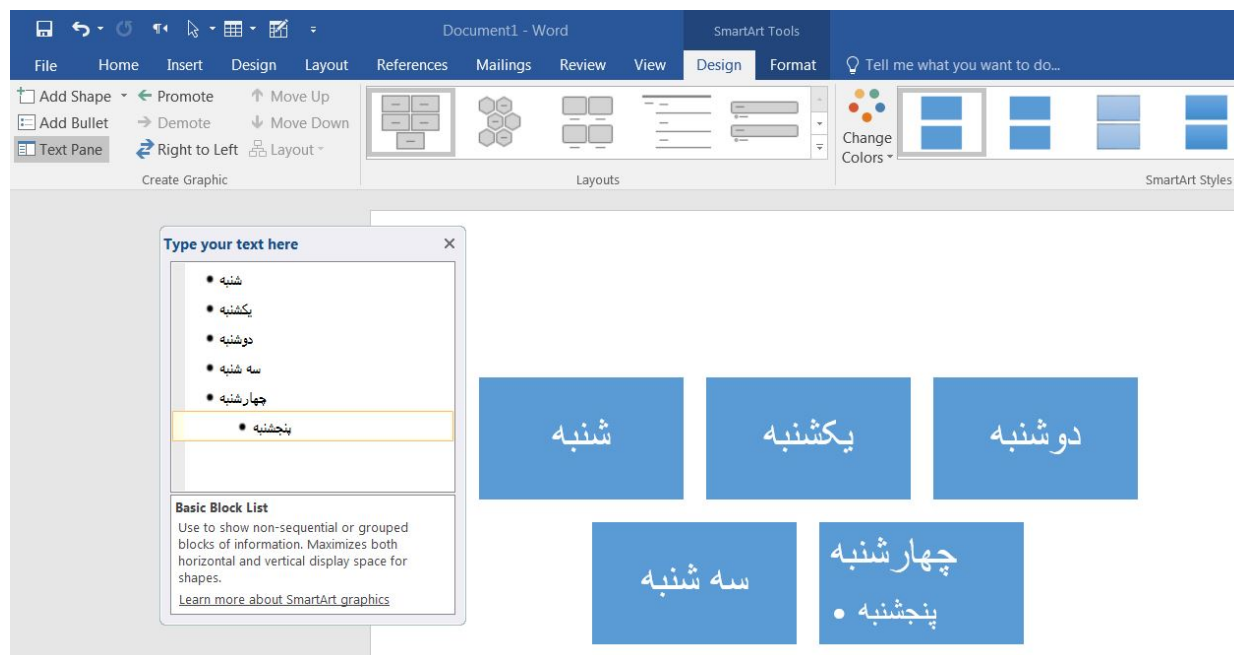 Document1 - Word
SmartArt Tools
File Home Insert Design Layout References Mailings Review View Design Format Tell me what you want to do...
Add Shape Promote Move Up
Add Bullet Demote Move Down
Text Pane Right to Left Layout
Change Colors
Create Graphic
Layouts
SmartArt Styles
Type your text here
شنبه
یکشنبه
دوشنبه
سه شنبه
چهارشنبه
پنجشنبه
Basic Block List
Use to show non-sequential or grouped
blocks of information. Maximizes both
horizontal and vertical display space for
shapes.
Learn more about SmartArt graphics
شنبه
یکشنبه
دوشنبه
سه شنبه
چهارشنبه
• پنجشنبه